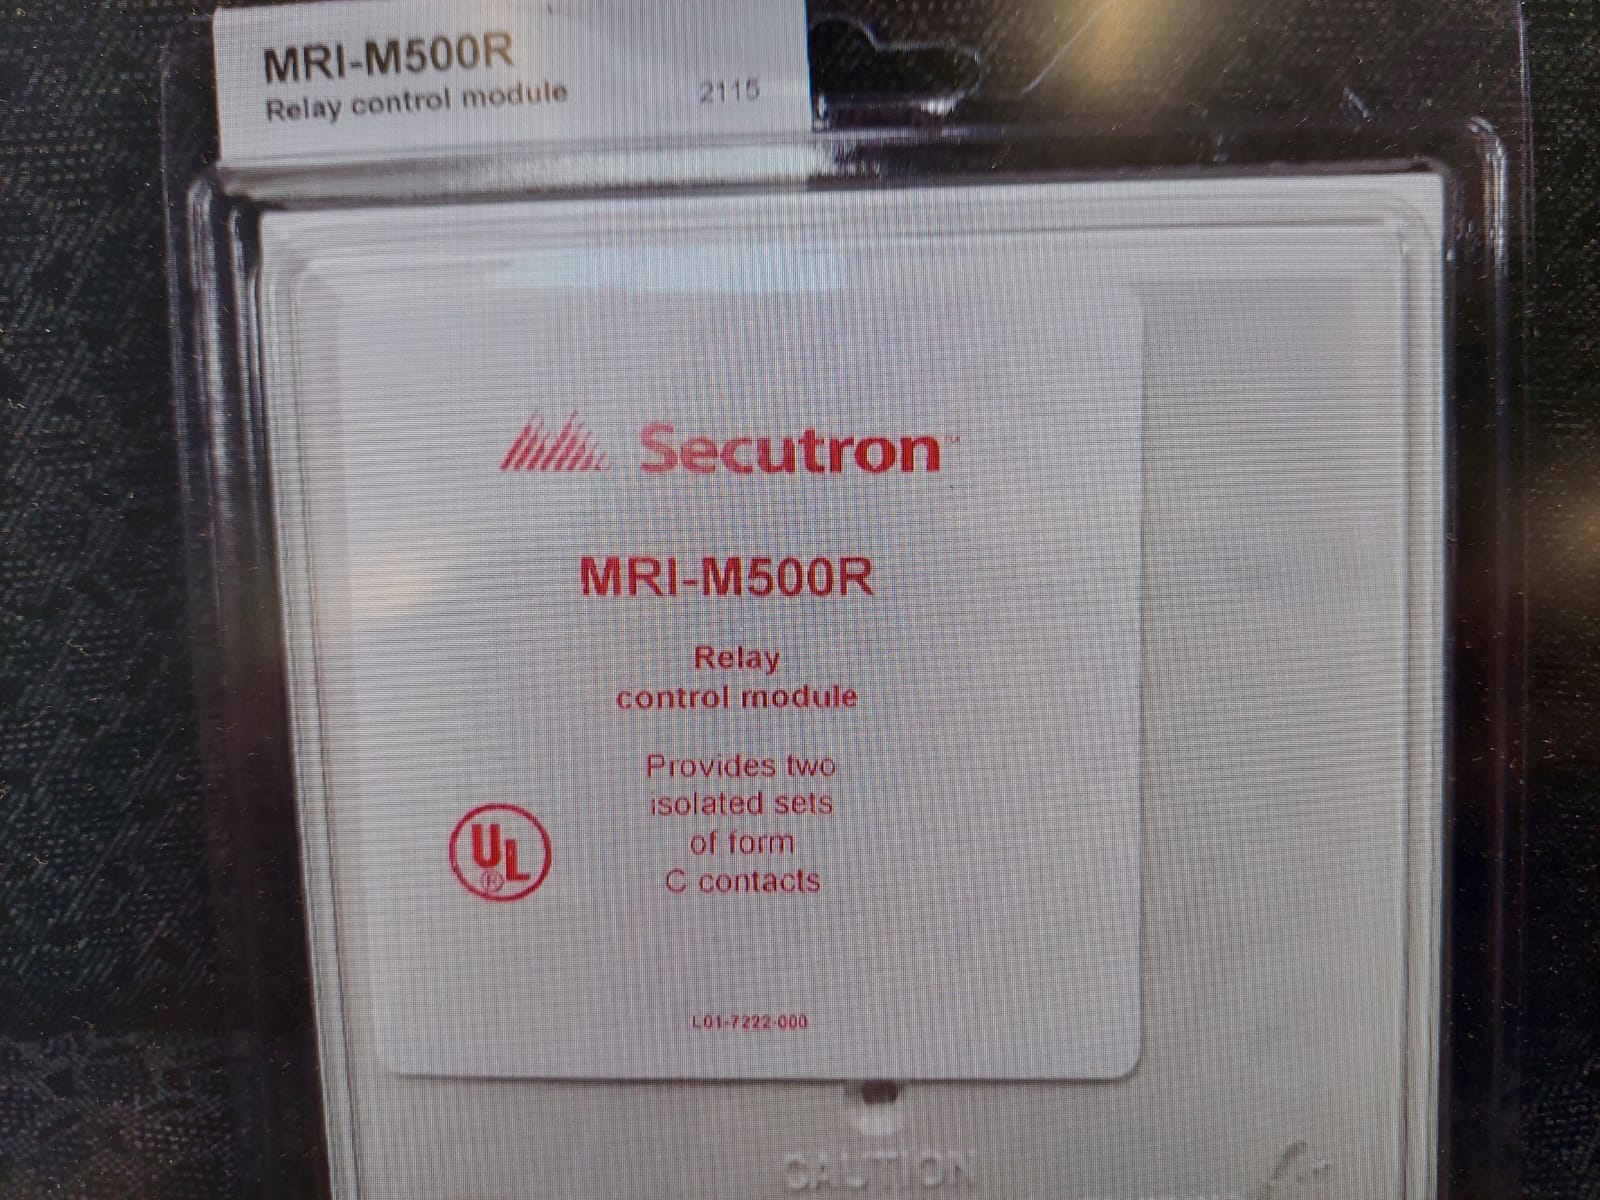 MRI-M500R
Relay control module 2115
Secutron™
MRI-M500R
Relay
control module
Provides two
isolated sets
of form
C contacts
UL®
L01-7222-000
CAUTION